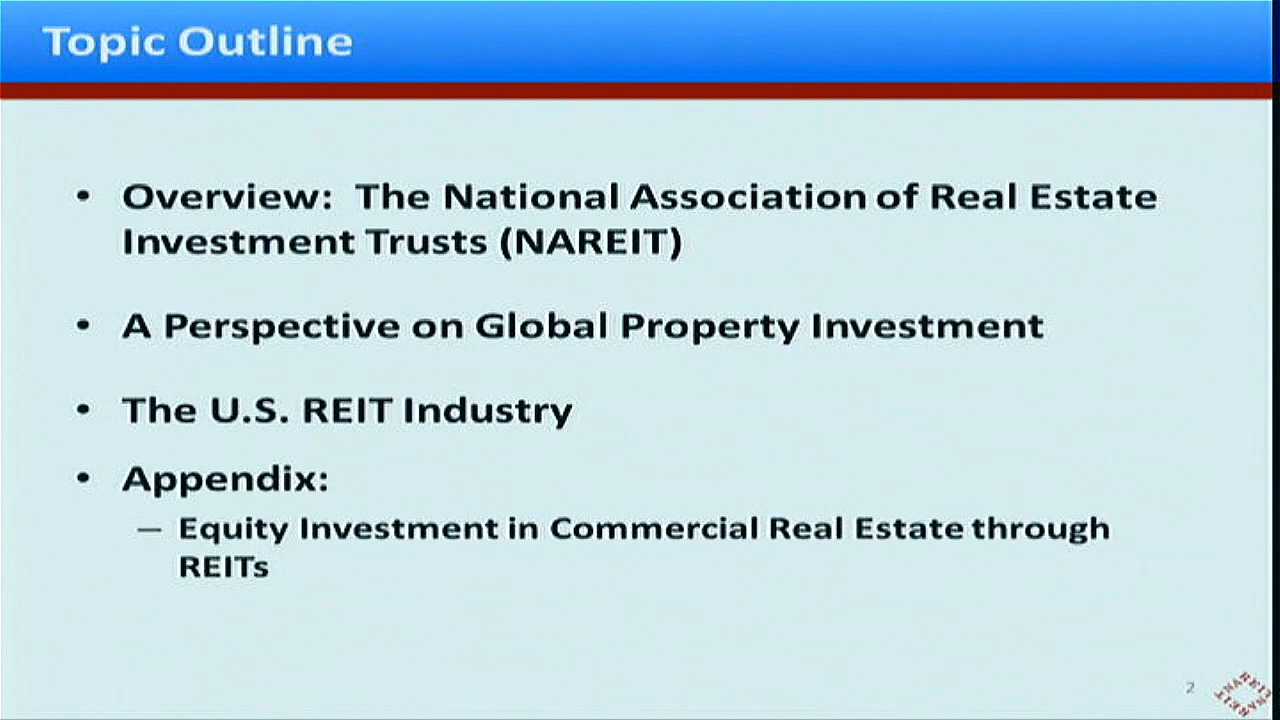 Topic Outline
• Overview: The National Association of Real Estate
Investment Trusts (NAREIT)
• A Perspective on Global Property Investment
• The U.S. REIT Industry
• Appendix:
— Equity Investment in Commercial Real Estate through
REITs
2